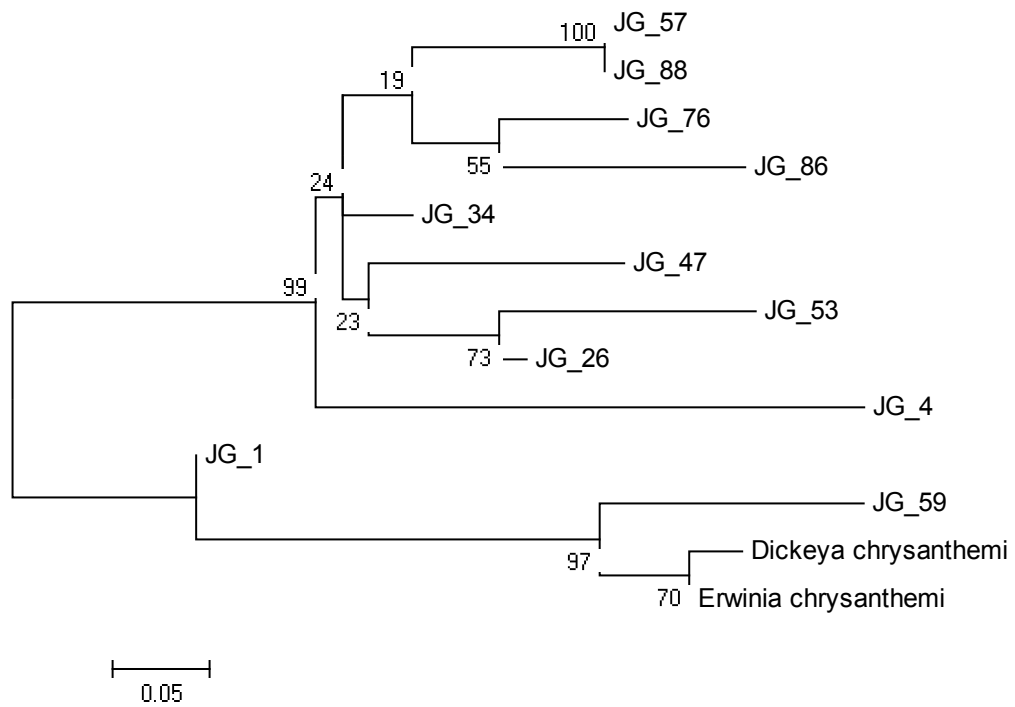 100
JG_57
JG_88
19
JG_76
55
JG_86
24
JG_34
JG_47
99
23
JG_53
73
JG_26
JG_4
JG_1
JG_59
97
Dickeya chrysanthemi
70
Erwinia chrysanthemi
0.05